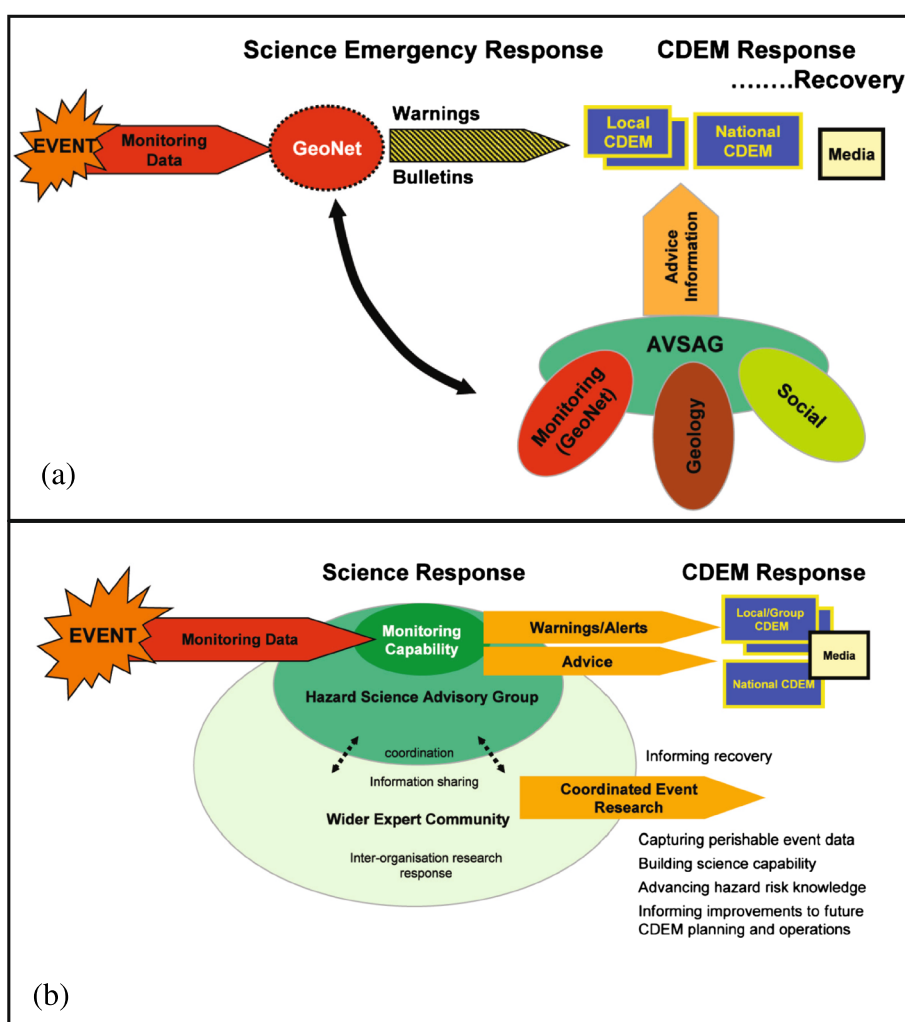 Science Emergency Response
CDEM Response
........Recovery
EVENT
Monitoring
Data
GeoNet
Warnings
Bulletins
Local
CDEM
National
CDEM
Media
Advice
Information
AVSAG
Monitoring
(GeoNet)
Geology
Social
(a)
Science Response
CDEM Response
EVENT
Monitoring Data
Monitoring
Capability
Warnings/Alerts
Advice
Local/Group
CDEM
Media
National CDEM
Hazard Science Advisory Group
coordination
Information sharing
Informing recovery
Coordinated Event
Research
Wider Expert Community
Inter-organisation research
response
Capturing perishable event data
Building science capability
Advancing hazard risk knowledge
Informing improvements to future
CDEM planning and operations
(b)